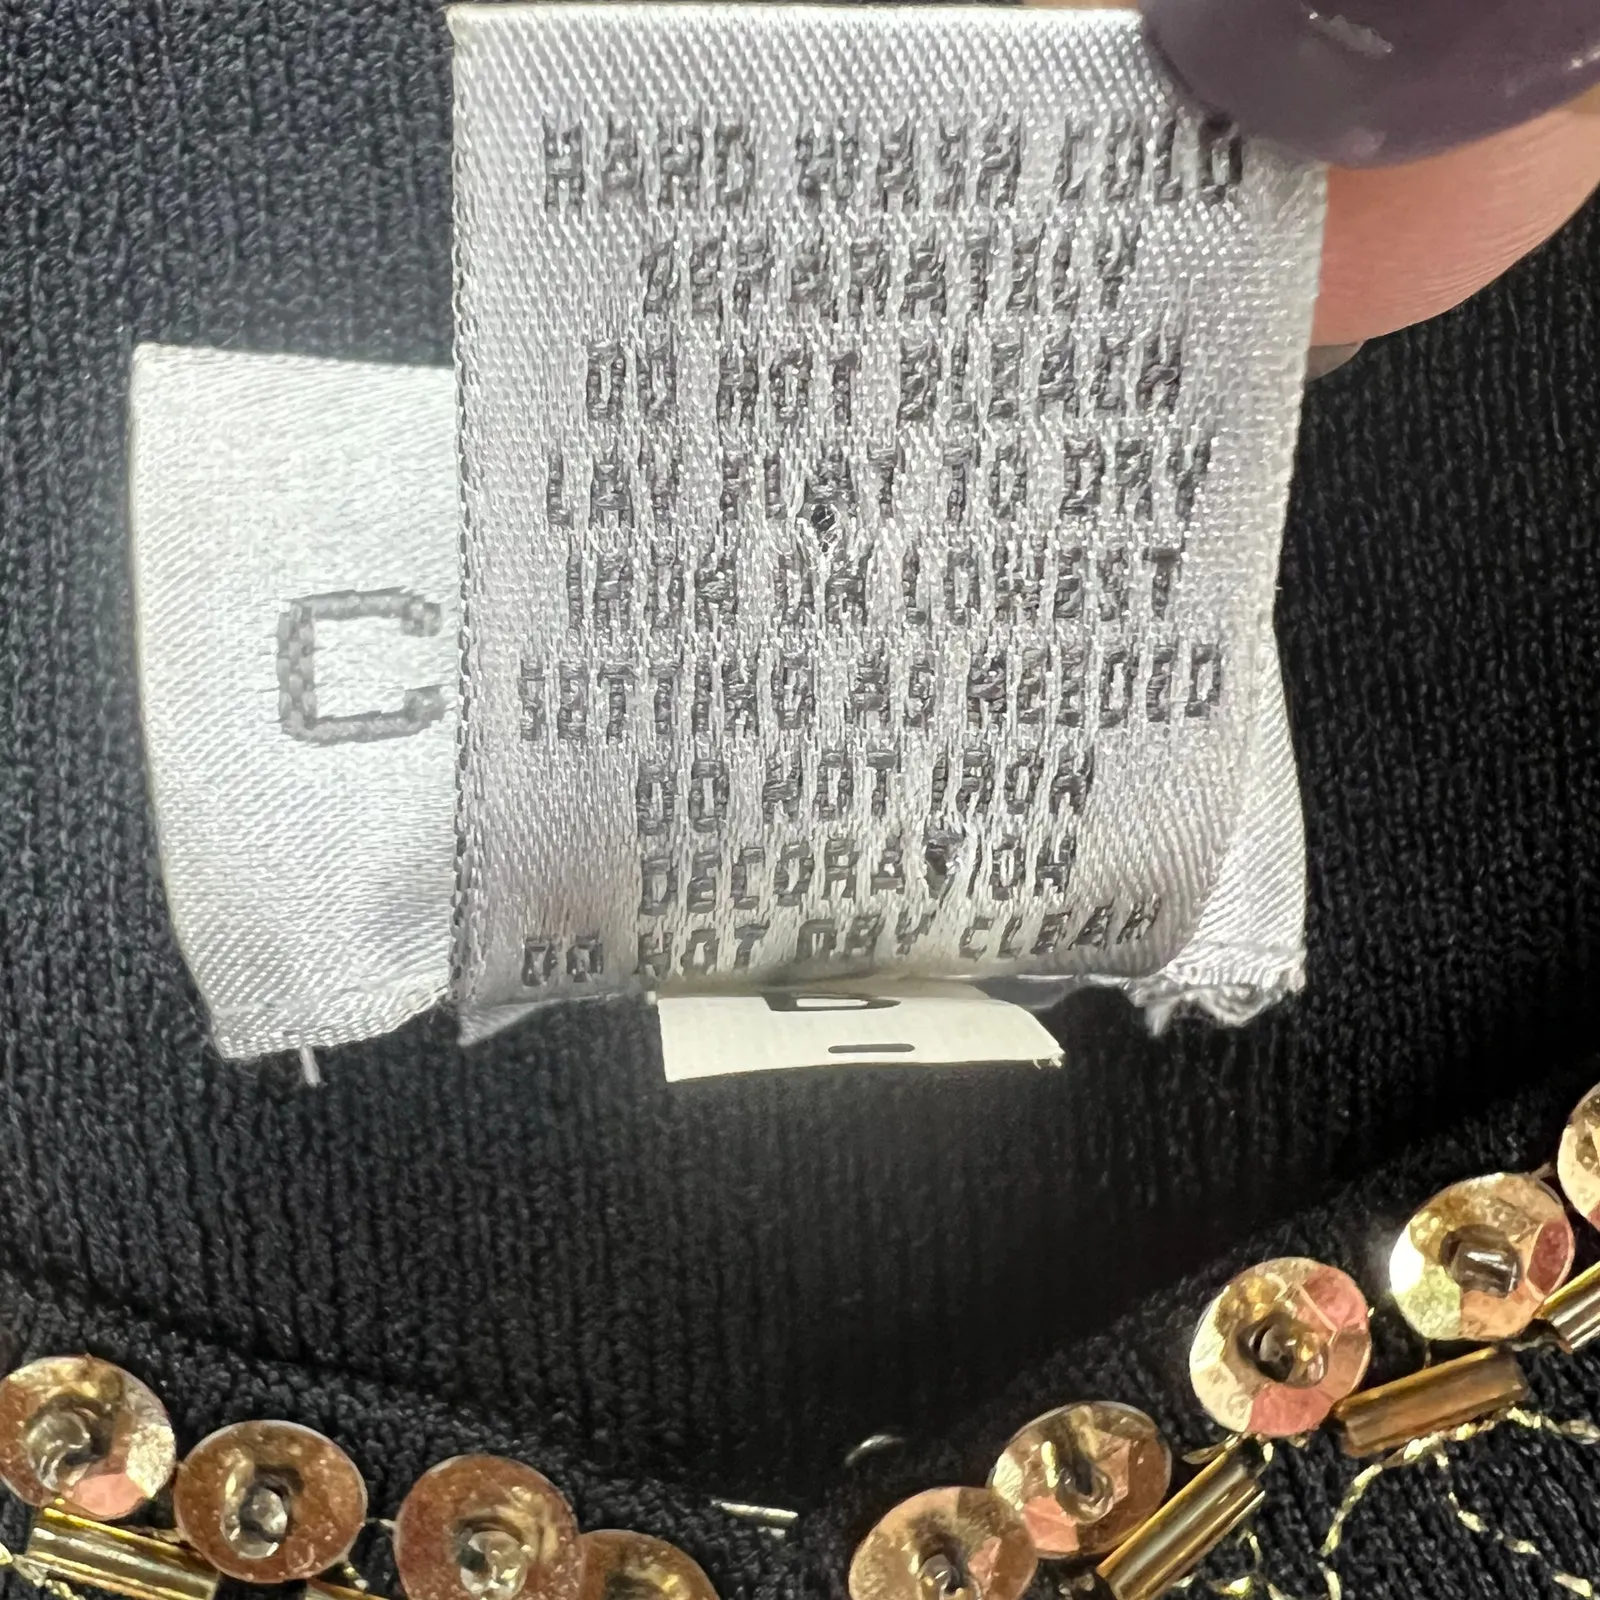 HAND WASH COLD
SEPARATELY
DO NOT BLEACH
LAY FLAT TO DRY
IRON ON LOWEST
SETTING AS NEEDED
DO NOT IRON
DECORATION
DO NOT DRY CLEAN
C